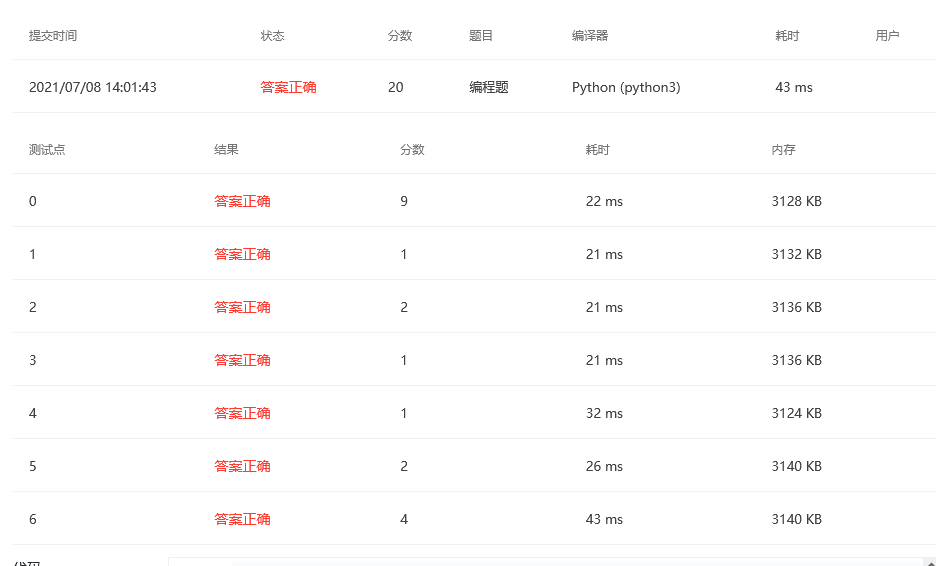 提交时间 状态 分数 题目 编译器 耗时 用户
2021/07/08 14:01:43 答案正确 20 编程题 Python (python3) 43 ms
测试点 结果 分数 耗时 内存
0 答案正确 9 22 ms 3128 KB
1 答案正确 1 21 ms 3132 KB
2 答案正确 2 21 ms 3136 KB
3 答案正确 1 21 ms 3136 KB
4 答案正确 1 32 ms 3124 KB
5 答案正确 2 26 ms 3140 KB
6 答案正确 4 43 ms 3140 KB